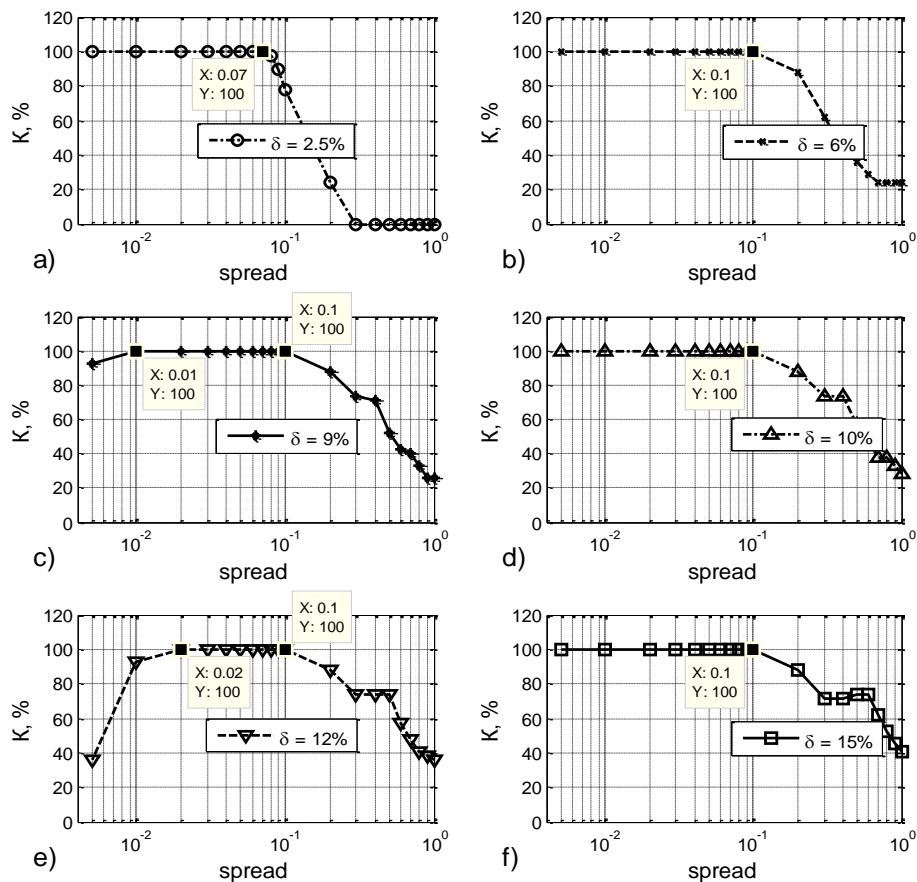 120
100
80
60
40
20
0
K, %
X: 0.07
Y: 100
δ = 2.5%
10^-2
10^-1
10^0
spread
a)
120
100
80
60
40
20
0
K, %
X: 0.1
Y: 100
δ = 6%
10^-2
10^-1
10^0
spread
b)
120
100
80
60
40
20
0
K, %
X: 0.1
Y: 100
X: 0.01
Y: 100
δ = 9%
10^-2
10^-1
10^0
spread
c)
120
100
80
60
40
20
0
K, %
X: 0.1
Y: 100
δ = 10%
10^-2
10^-1
10^0
spread
d)
120
100
80
60
40
20
0
K, %
X: 0.1
Y: 100
X: 0.02
Y: 100
δ = 12%
10^-2
10^-1
10^0
spread
e)
120
100
80
60
40
20
0
K, %
X: 0.1
Y: 100
δ = 15%
10^-2
10^-1
10^0
spread
f)